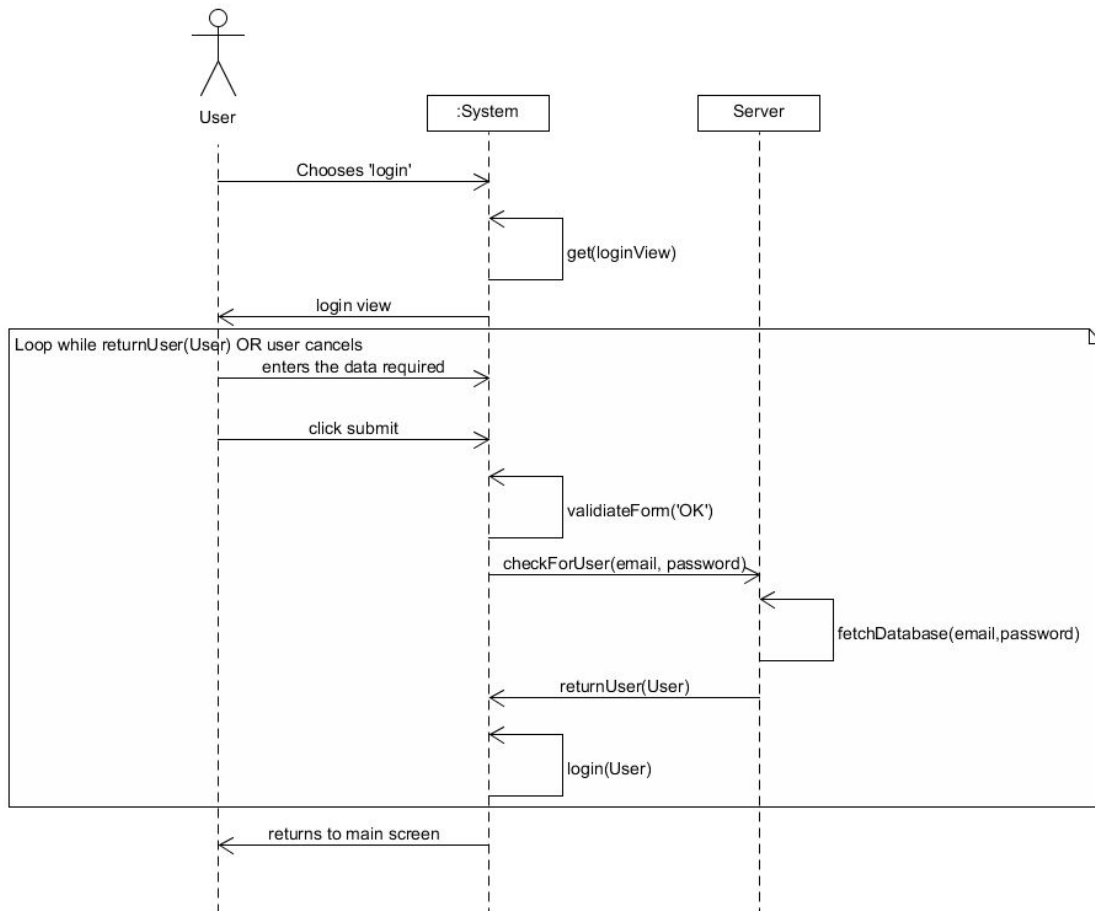 User
:System
Server
Chooses 'login'
get(loginView)
login view
Loop while returnUser(User) OR user cancels
enters the data required
click submit
validiateForm('OK')
checkForUser(email, password)
fetchDatabase(email,password)
returnUser(User)
login(User)
returns to main screen